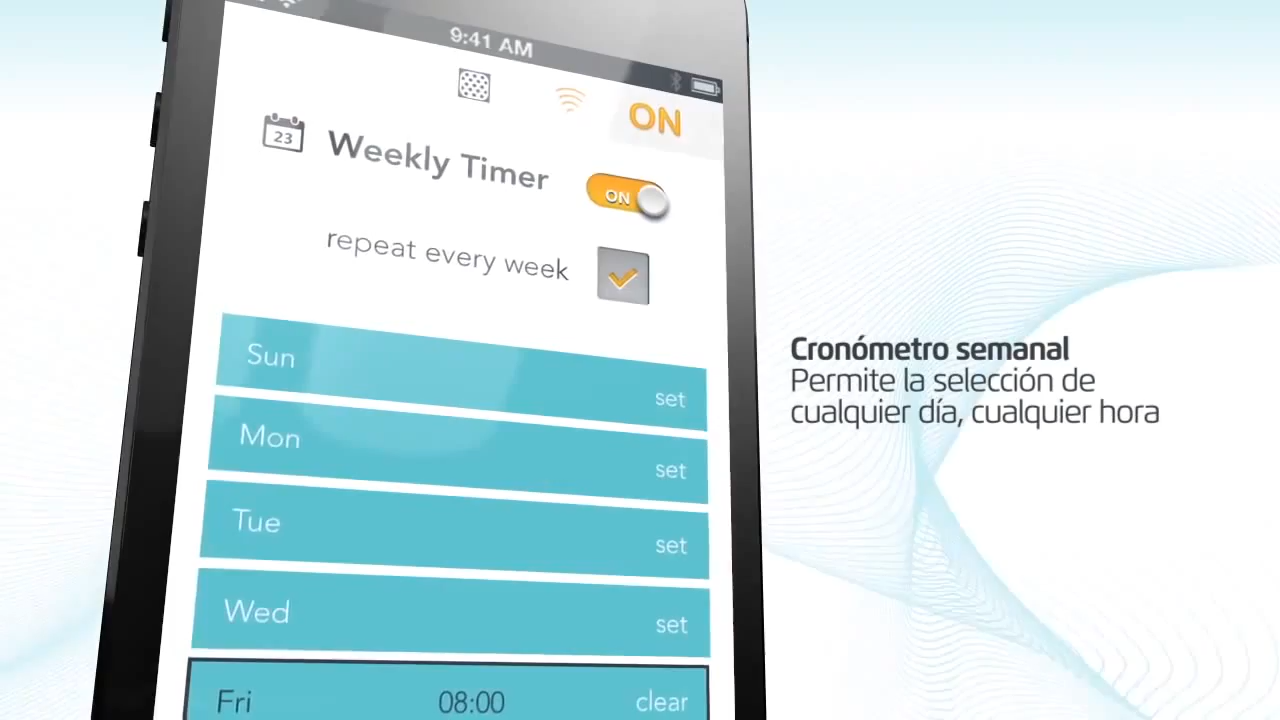 9:41 AM
ON
23
Weekly Timer
ON
repeat every week
Sun
set
Mon
set
Tue
set
Wed
set
Fri
08:00
clear
Cronómetro semanal
Permite la selección de
cualquier día, cualquier hora